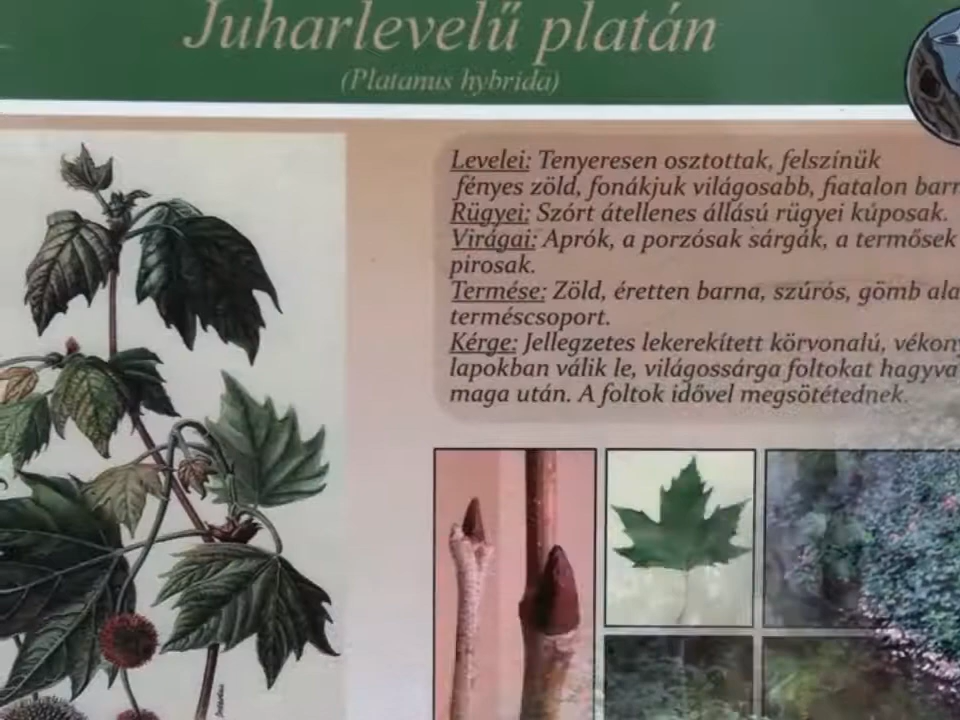 Juharlevelű platán
(Platanus hybrida)
Levelei: Tenyeresen osztottak, felszínük
fényes zöld, fonákjuk világosabb, fiatalon
Rügyei: Szórt átellenes állású rügyei kúposak.
Virágai: Aprók, a porzósak sárgák, a termősek
pirosak.
Termése: Zöld, éretten barna, szúrós, gömb
terméscsoport.
Kérge: Jellegzetes lekerekített körvonalú,
lapokban válik le, világossárga foltokat hagyva
maga után. A foltok idővel megsötétednek.